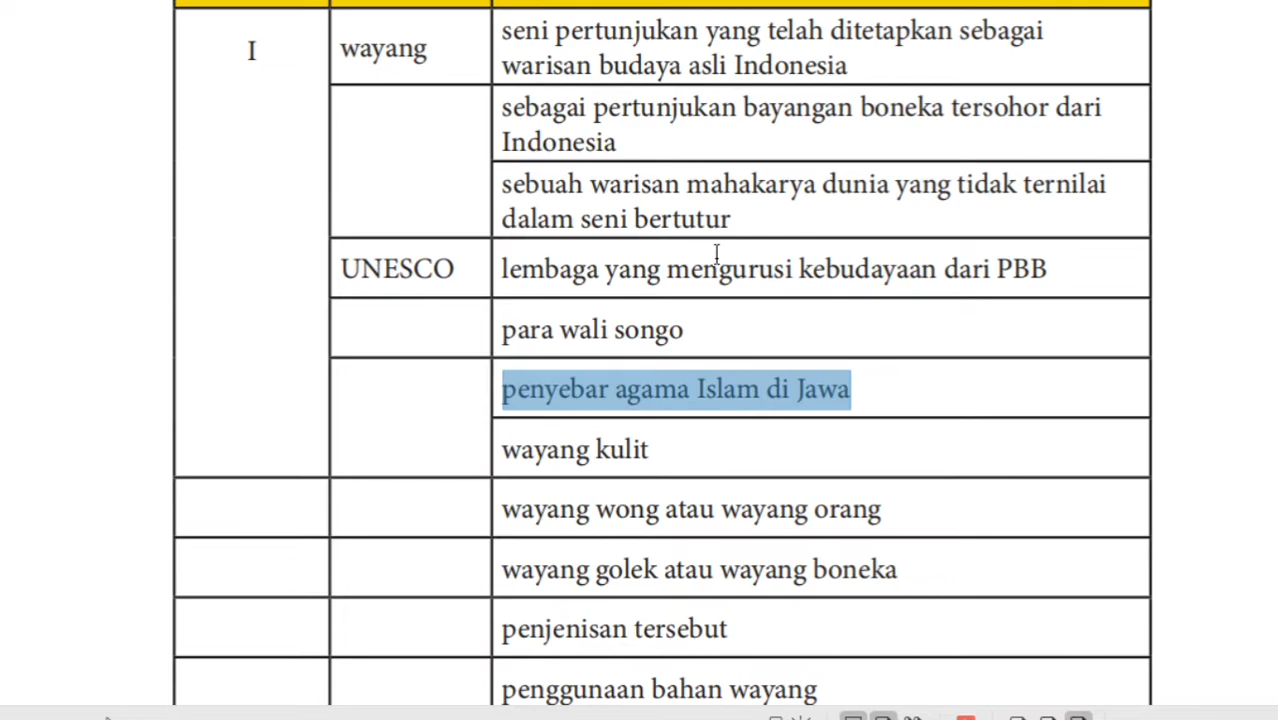 I
wayang
seni pertunjukan yang telah ditetapkan sebagai
warisan budaya asli Indonesia
sebagai pertunjukan bayangan boneka tersohor dari
Indonesia
sebuah warisan mahakarya dunia yang tidak ternilai
dalam seni bertutur
UNESCO
lembaga yang mengurusi kebudayaan dari PBB
para wali songo
penyebar agama Islam di Jawa
wayang kulit
wayang wong atau wayang orang
wayang golek atau wayang boneka
penjenisan tersebut
penggunaan bahan wayang